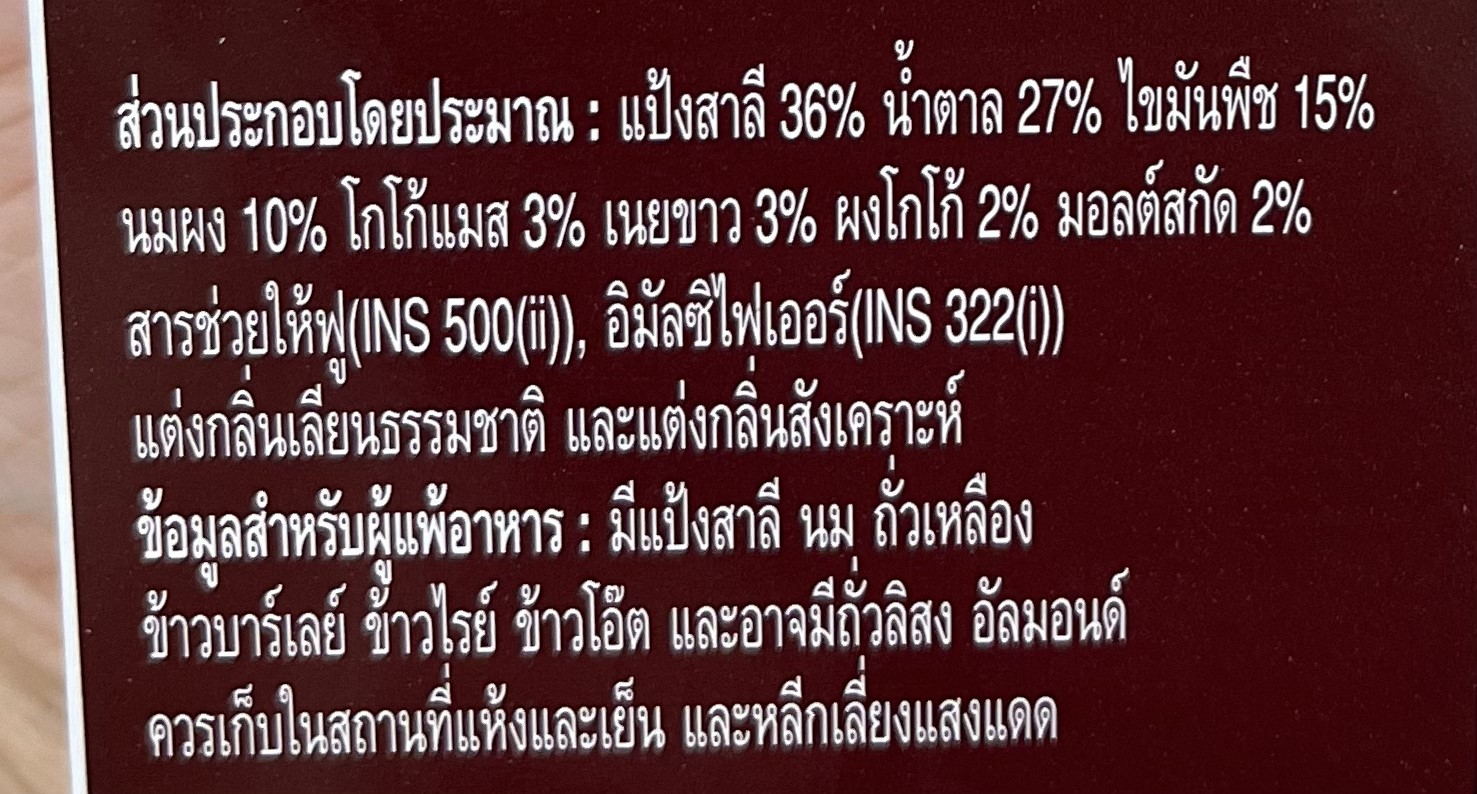 ส่วนประกอบโดยประมาณ : แป้งสาลี 36% น้ำตาล 27% ไขมันพืช 15%
นมผง 10% โกโก้แมส 3% เนยขาว 3% ผงโกโก้ 2% มอลต์สกัด 2%
สารช่วยให้ฟู(INS 500(ii)), อิมัลซิไฟเออร์(INS 322(i))
แต่งกลิ่นเลียนธรรมชาติ และแต่งกลิ่นสังเคราะห์
ข้อมูลสำหรับผู้แพ้อาหาร : มีแป้งสาลี นม ถั่วเหลือง
ข้าวบาร์เลย์ ข้าวไรย์ ข้าวโอ๊ต และอาจมีถั่วลิสง อัลมอนด์
ควรเก็บในสถานที่แห้งและเย็น และหลีกเลี่ยงแสงแดด